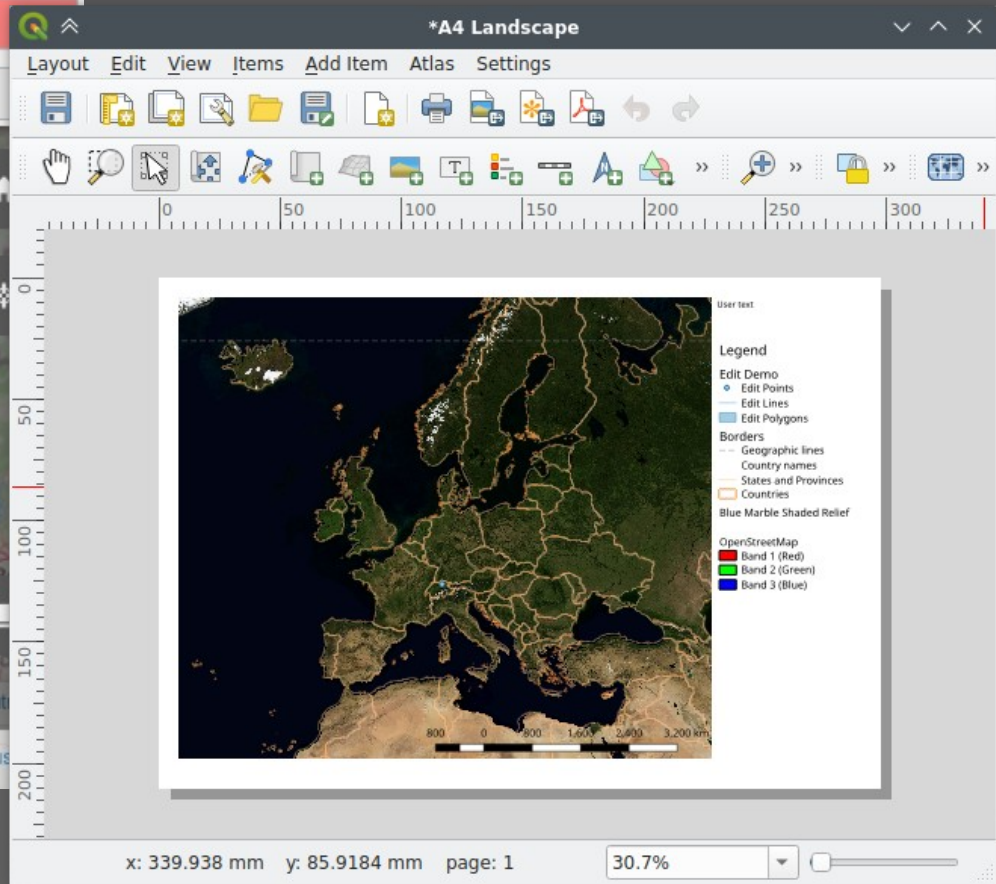 *A4 Landscape
Layout Edit View Items Add Item Atlas Settings
T
0 50 100 150 200 250 300
0
50
100
150
200
User text
Legend
Edit Demo
Edit Points
Edit Lines
Edit Polygons
Borders
Geographic lines
Country names
States and Provinces
Countries
Blue Marble Shaded Relief
OpenStreetMap
Band 1 (Red)
Band 2 (Green)
Band 3 (Blue)
800 0 800 1,600 2,400 3,200 km
x: 339.938 mm y: 85.9184 mm page: 1 30.7%